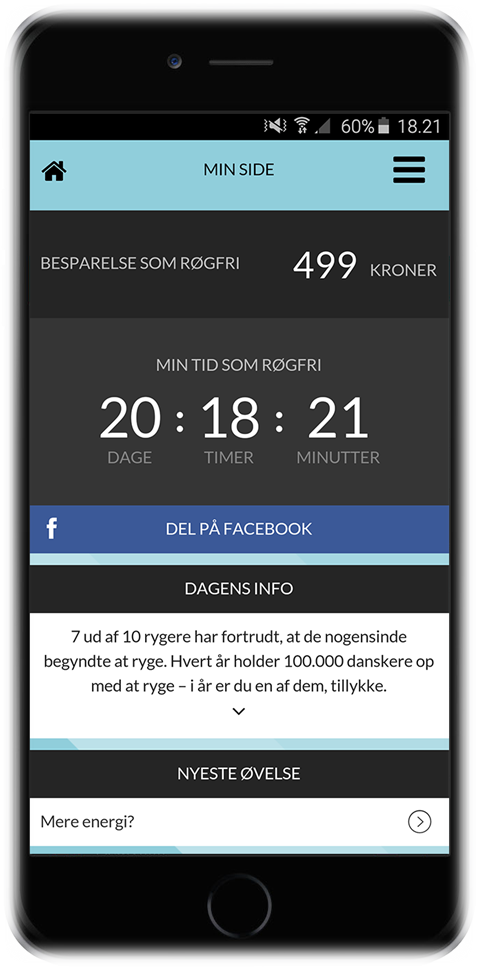 60% 18.21
MIN SIDE
BESPARELSE SOM RØGFRI 499 KRONER
MIN TID SOM RØGFRI
20 : 18 : 21
DAGE TIMER MINUTTER
f DEL PÅ FACEBOOK
DAGENS INFO
7 ud af 10 rygere har fortrudt, at de nogensinde
begyndte at ryge. Hvert år holder 100.000 danskere op
med at ryge – i år er du en af dem, tillykke.
NYESTE ØVELSE
Mere energi?